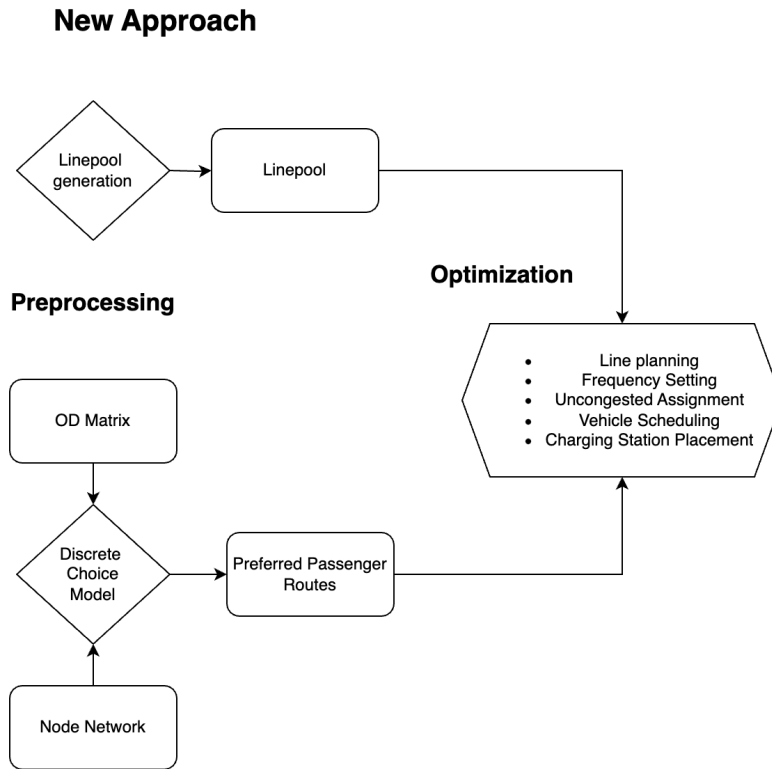 New Approach
Linepool
generation
Linepool
Optimization
Preprocessing
• Line planning
• Frequency Setting
• Uncongested Assignment
• Vehicle Scheduling
• Charging Station Placement
OD Matrix
Discrete
Choice
Model
Preferred Passenger
Routes
Node Network